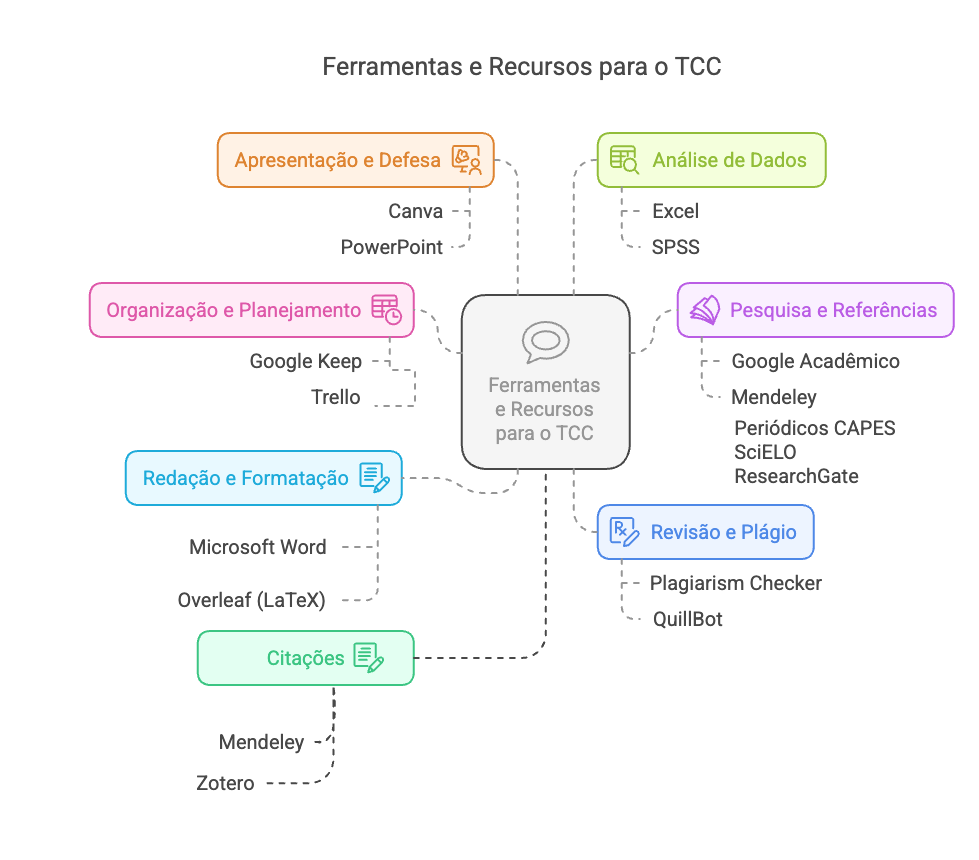 Ferramentas e Recursos para o TCC
Apresentação e Defesa
Canva
PowerPoint
Análise de Dados
Excel
SPSS
Organização e Planejamento
Google Keep
Trello
Ferramentas
e Recursos
para o TCC
Pesquisa e Referências
Google Acadêmico
Mendeley
Periódicos CAPES
SciELO
ResearchGate
Redação e Formatação
Microsoft Word
Overleaf (LaTeX)
Revisão e Plágio
Plagiarism Checker
QuillBot
Citações
Mendeley
Zotero